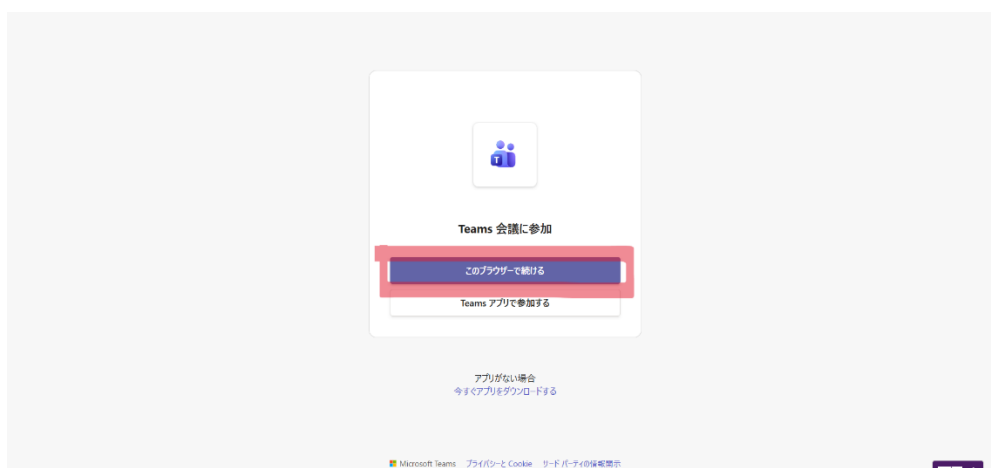 T
Teams 会議に参加
このブラウザーで続ける
Teams アプリで参加する
アプリがない場合
今すぐアプリをダウンロードする
Microsoft Teams プライバシーと Cookie サード パーティの情報開示